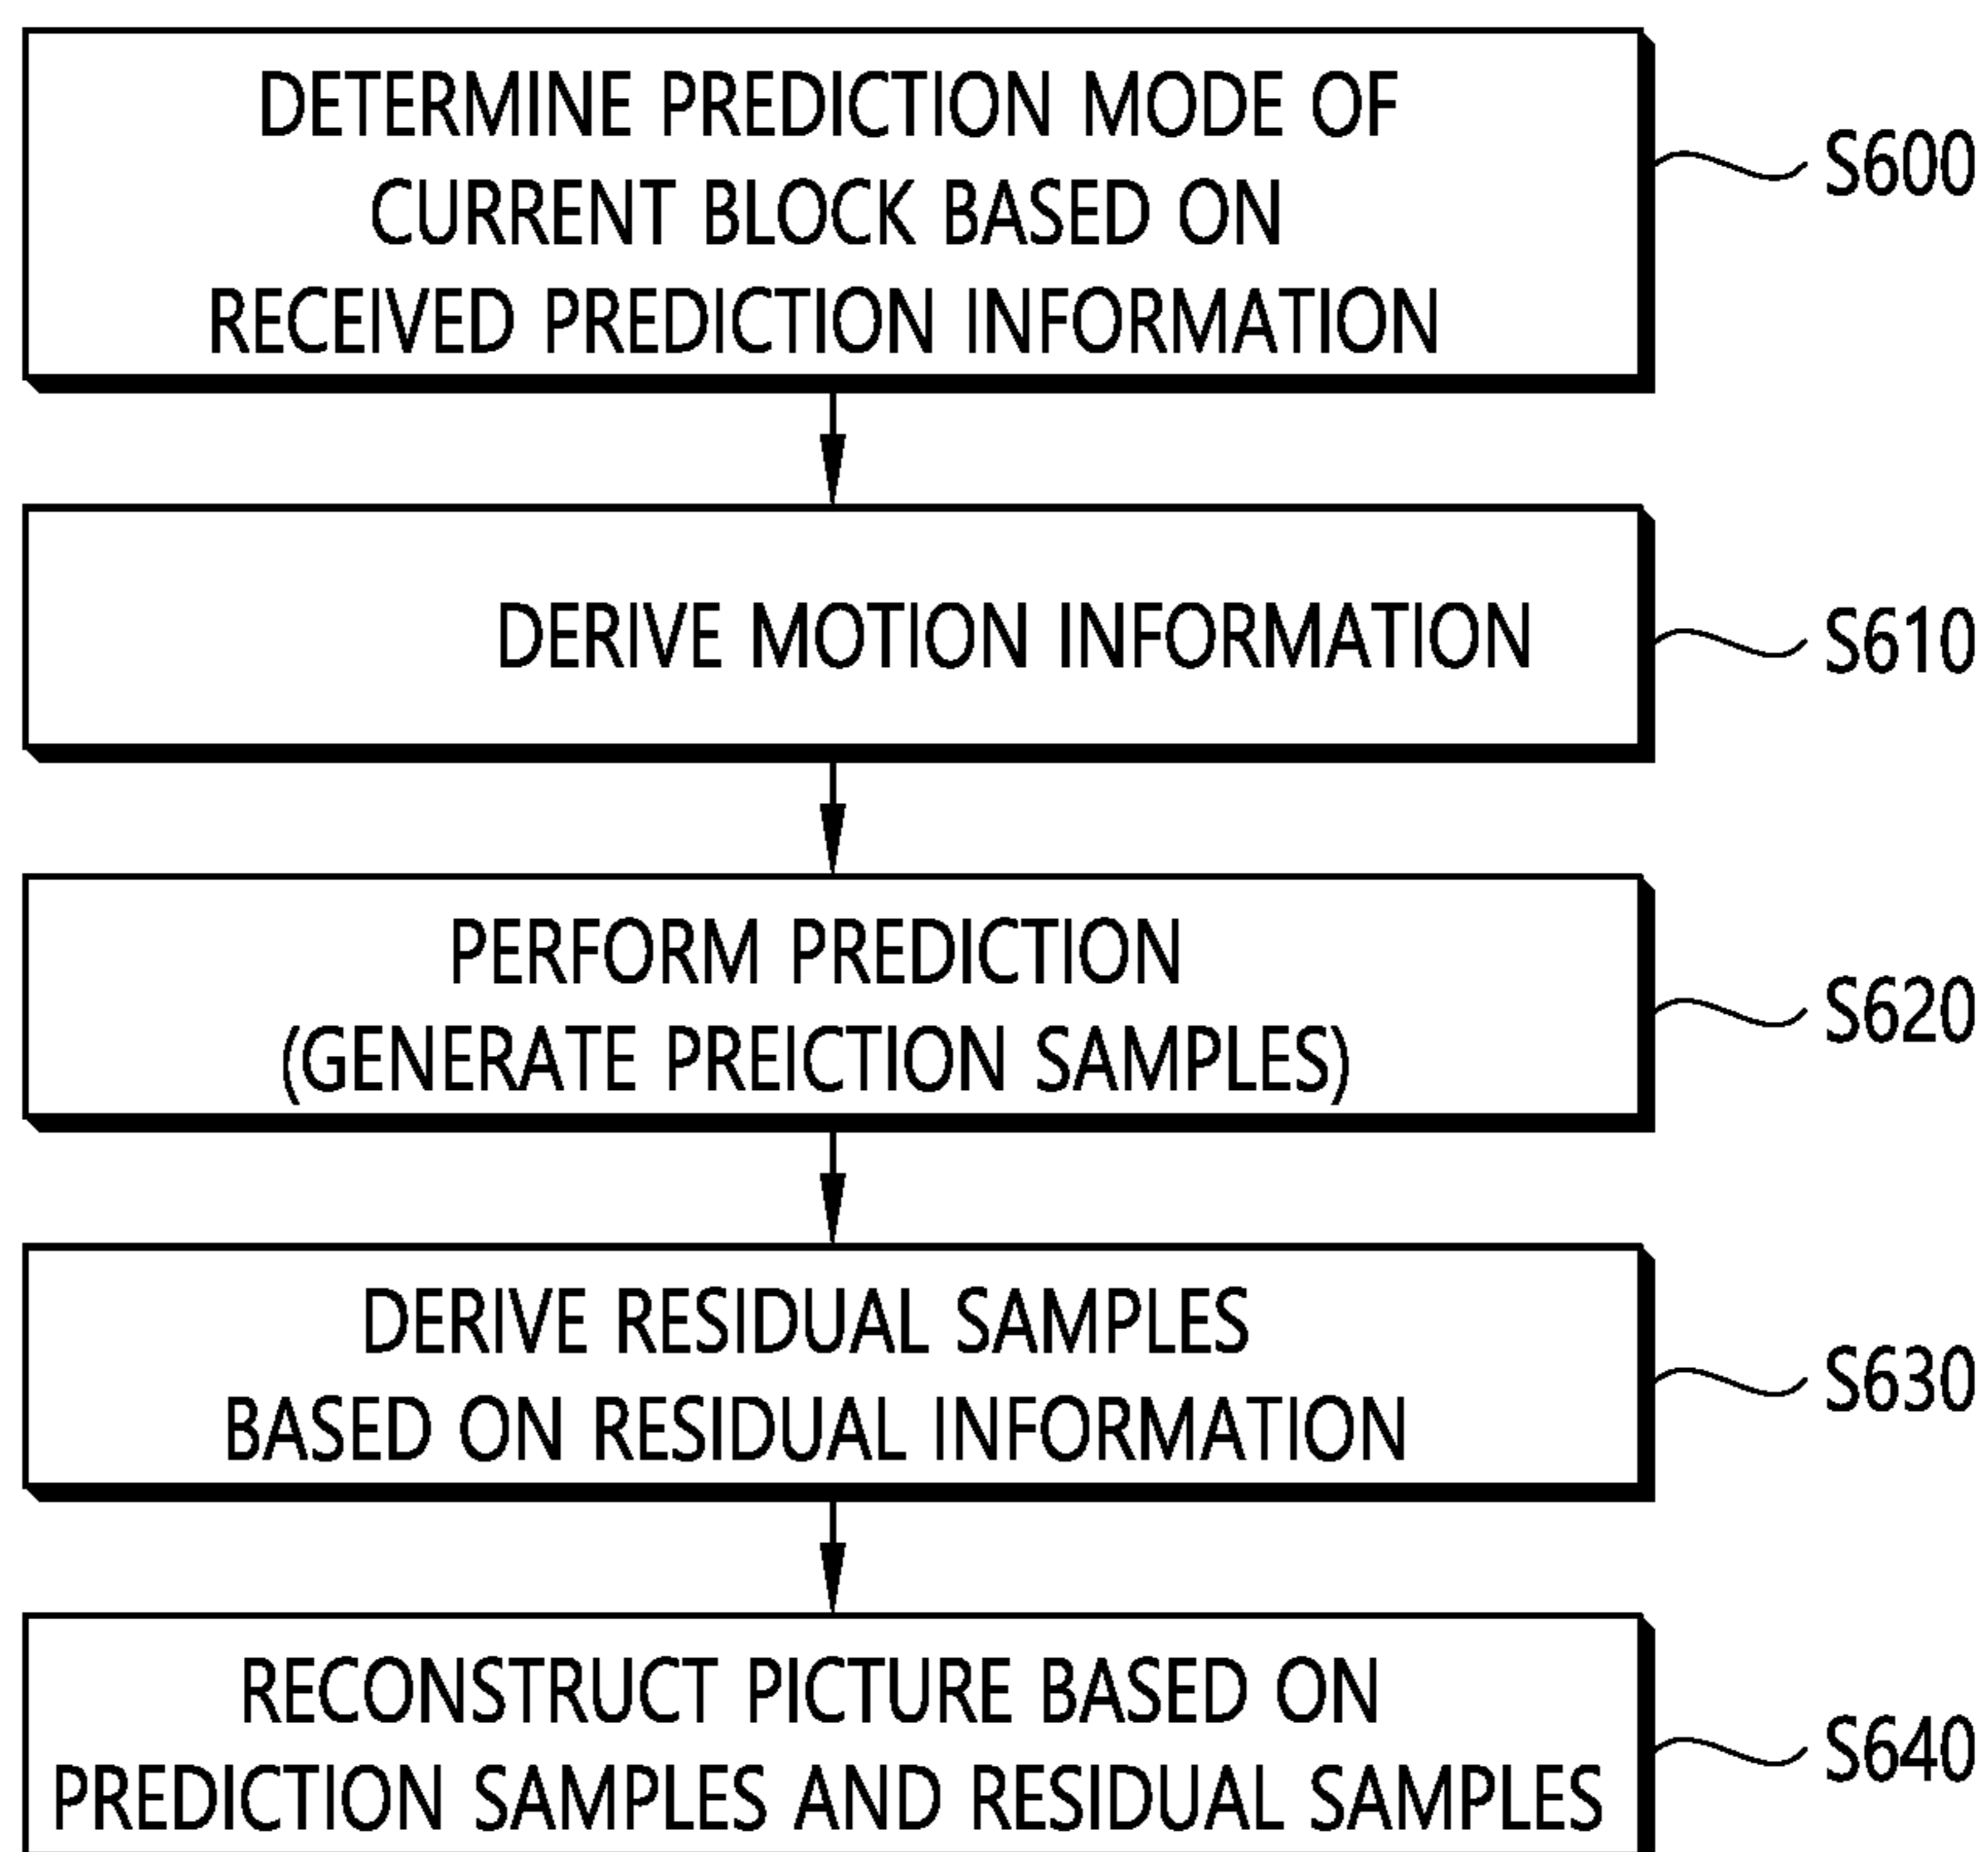 DETERMINE PREDICTION MODE OF
CURRENT BLOCK BASED ON
RECEIVED PREDICTION INFORMATION
S600
DERIVE MOTION INFORMATION
S610
PERFORM PREDICTION
(GENERATE PREICTION SAMPLES)
S620
DERIVE RESIDUAL SAMPLES
BASED ON RESIDUAL INFORMATION
S630
RECONSTRUCT PICTURE BASED ON
PREDICTION SAMPLES AND RESIDUAL SAMPLES
S640